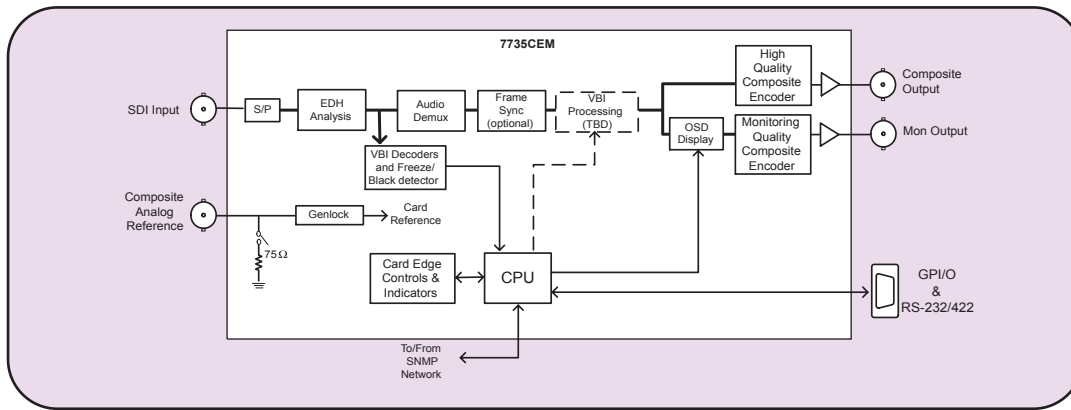 7735CEM
SDI Input
S/P
EDH
Analysis
Audio
Demux
Frame
Sync
(optional)
VBI
Processing
(TBD)
High
Quality
Composite
Encoder
Composite
Output
OSD
Display
Monitoring
Quality
Composite
Encoder
Mon Output
VBI Decoders
and Freeze/
Black detector
Composite
Analog
Reference
Genlock
Card
Reference
75Ω
Card Edge
Controls &
Indicators
CPU
GPI/O
&
RS-232/422
To/From
SNMP
Network